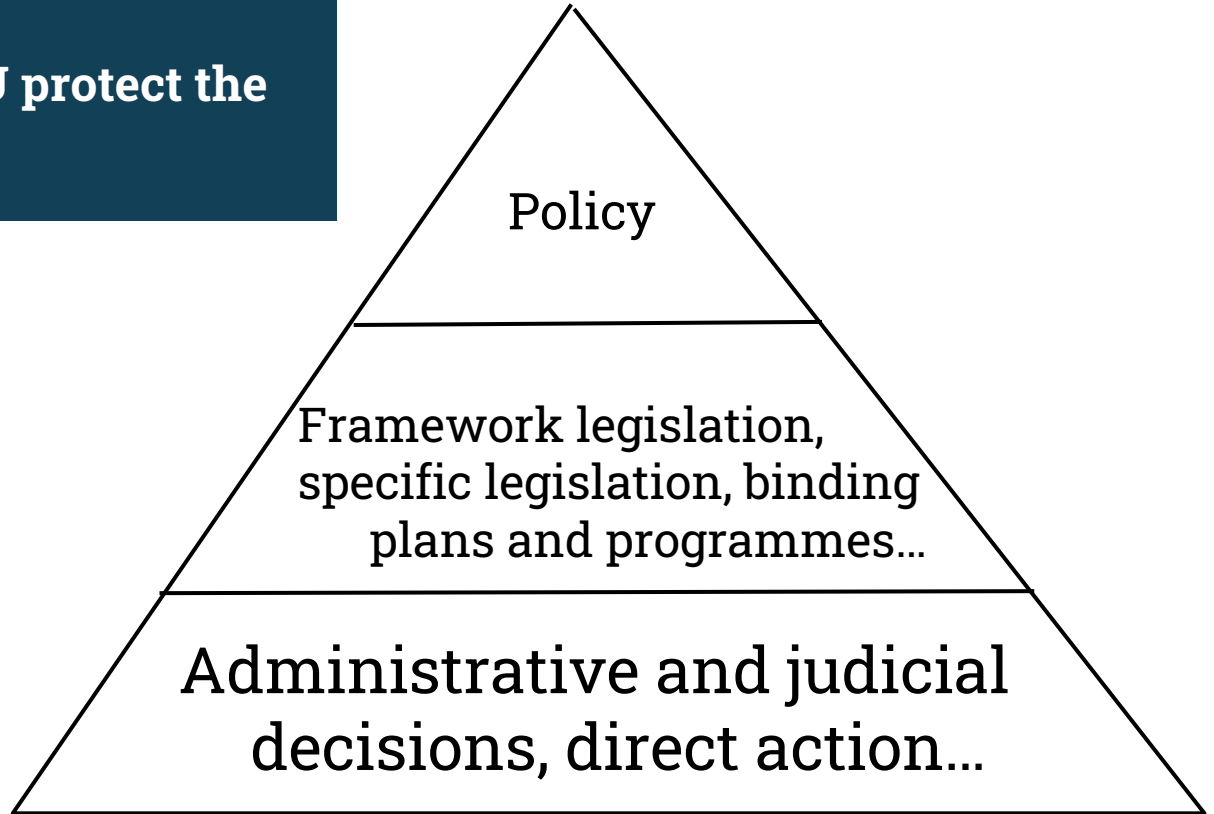 protect the
Policy
Framework legislation,
specific legislation, binding
plans and programmes…
Administrative and judicial
decisions, direct action…